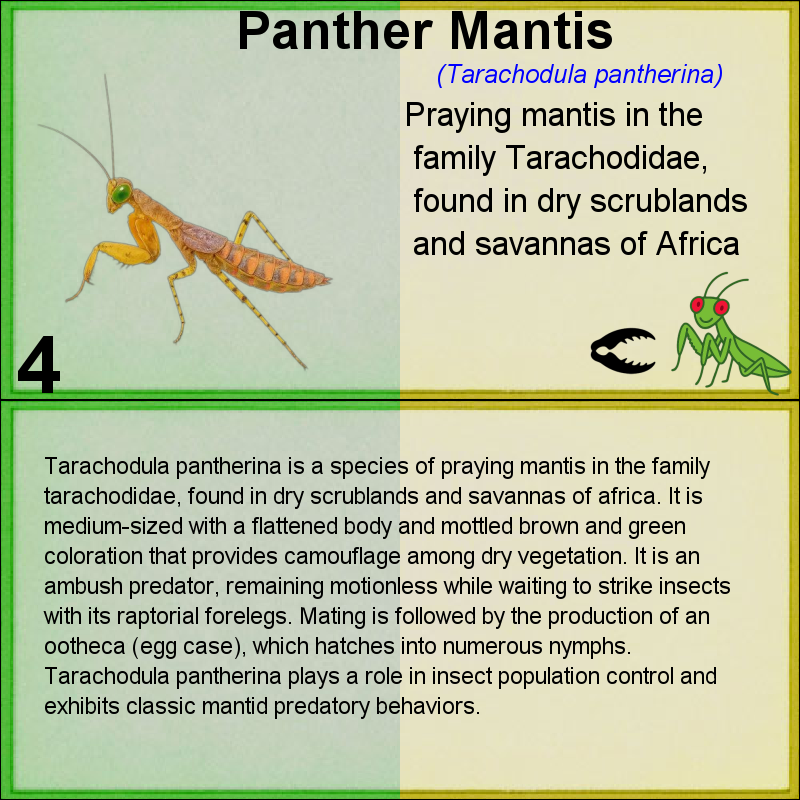 Panther Mantis
(Tarachodula pantherina)
Praying mantis in the
family Tarachodidae,
found in dry scrublands
and savannas of Africa
4
Tarachodula pantherina is a species of praying mantis in the family
tarachodidae, found in dry scrublands and savannas of africa. It is
medium-sized with a flattened body and mottled brown and green
coloration that provides camouflage among dry vegetation. It is an
ambush predator, remaining motionless while waiting to strike insects
with its raptorial forelegs. Mating is followed by the production of an
ootheca (egg case), which hatches into numerous nymphs.
Tarachodula pantherina plays a role in insect population control and
exhibits classic mantid predatory behaviors.